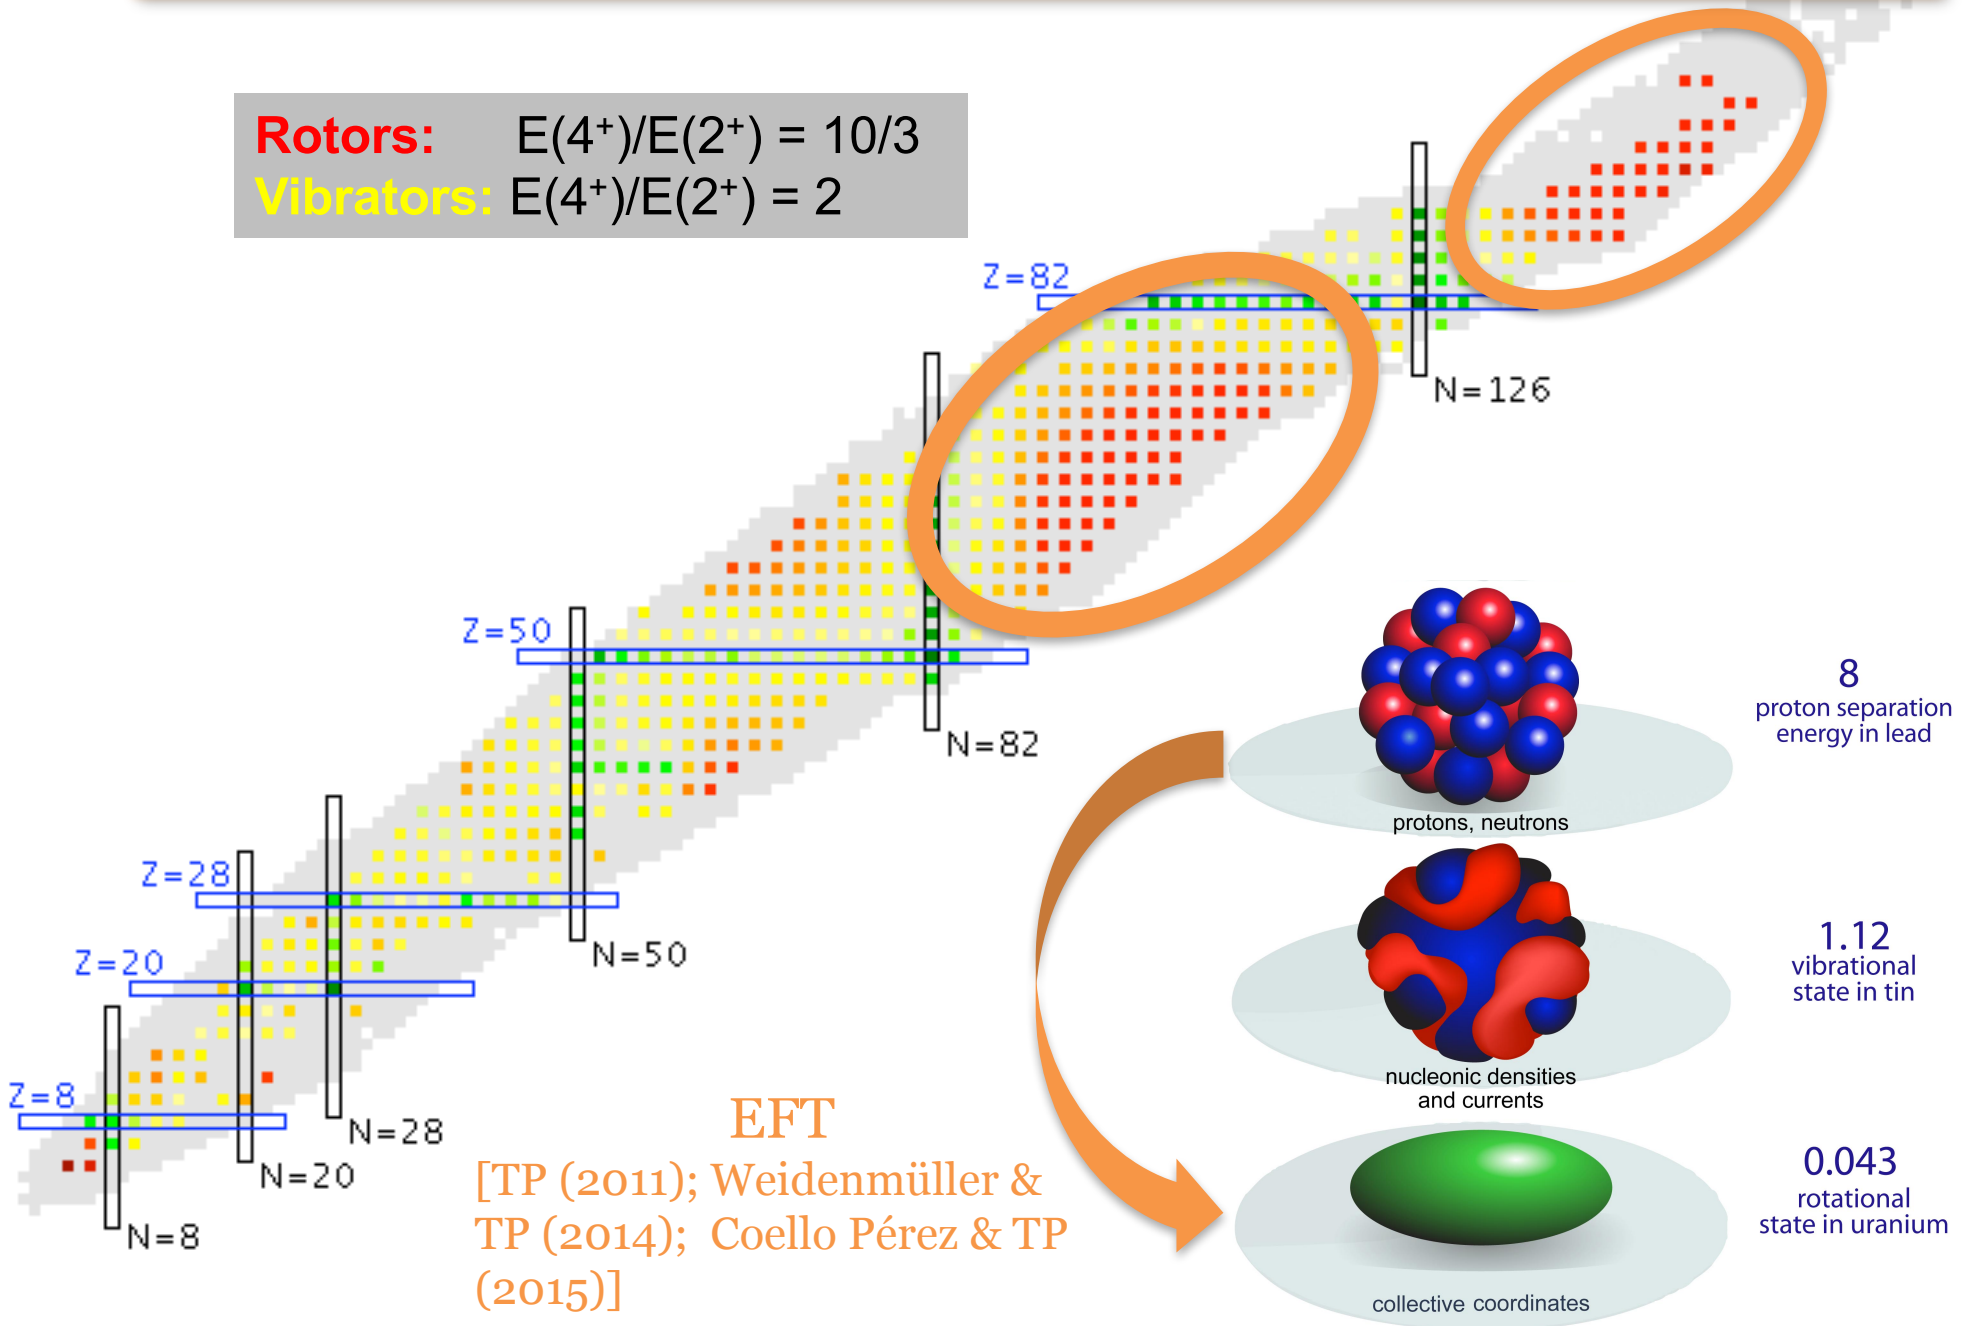 Rotors: E(4⁺)/E(2⁺) = 10/3
Vibrators: E(4⁺)/E(2⁺) = 2
Z=82
N=126
Z=50
N=82
Z=28
N=50
Z=20
Z=8
N=28
N=20
N=8
EFT
[TP (2011); Weidenmüller &
TP (2014); Coello Pérez & TP
(2015)]
protons, neutrons
8
proton separation
energy in lead
nucleonic densities
and currents
1.12
vibrational
state in tin
collective coordinates
0.043
rotational
state in uranium